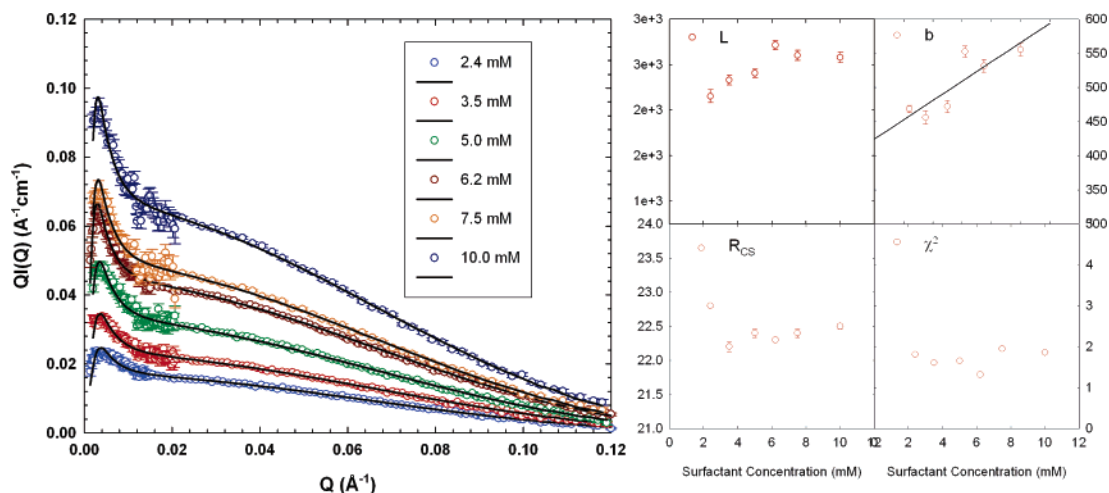 0.12
0.10
0.08
0.06
0.04
0.02
0.00
0.00 0.02 0.04 0.06 0.08 0.10 0.12
QI(Q) (A⁻¹cm⁻¹)
Q (Å⁻¹)
2.4 mM
3.5 mM
5.0 mM
6.2 mM
7.5 mM
10.0 mM
L
3e+3
3e+3
2e+3
2e+3
1e+3
b
600
550
500
450
400
350
300
R_CS
24.0
23.5
23.0
22.5
22.0
21.5
21.0
0 2 4 6 8 10 12
Surfactant Concentration (mM)
χ²
5
4
3
2
1
0
2 4 6 8 10 12
Surfactant Concentration (mM)